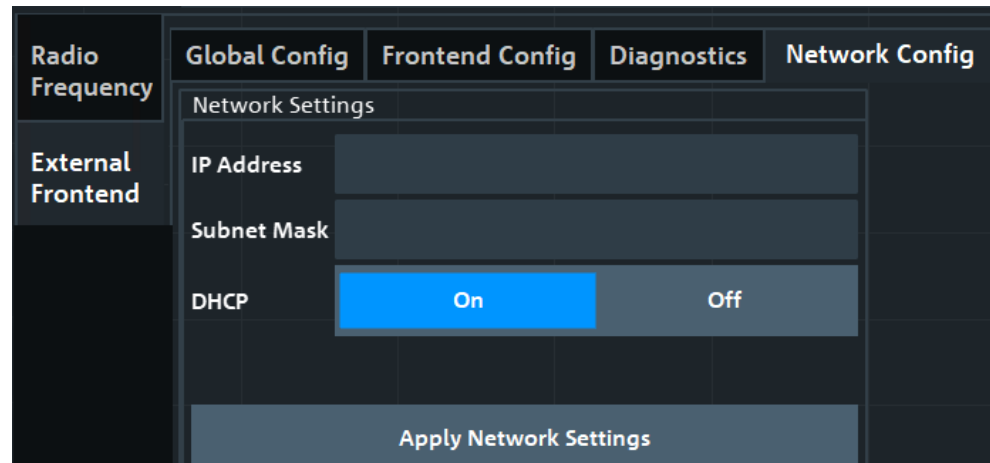 Radio
Frequency
External
Frontend
Global Config
Frontend Config
Diagnostics
Network Config
Network Settings
IP Address
Subnet Mask
DHCP
On
Off
Apply Network Settings